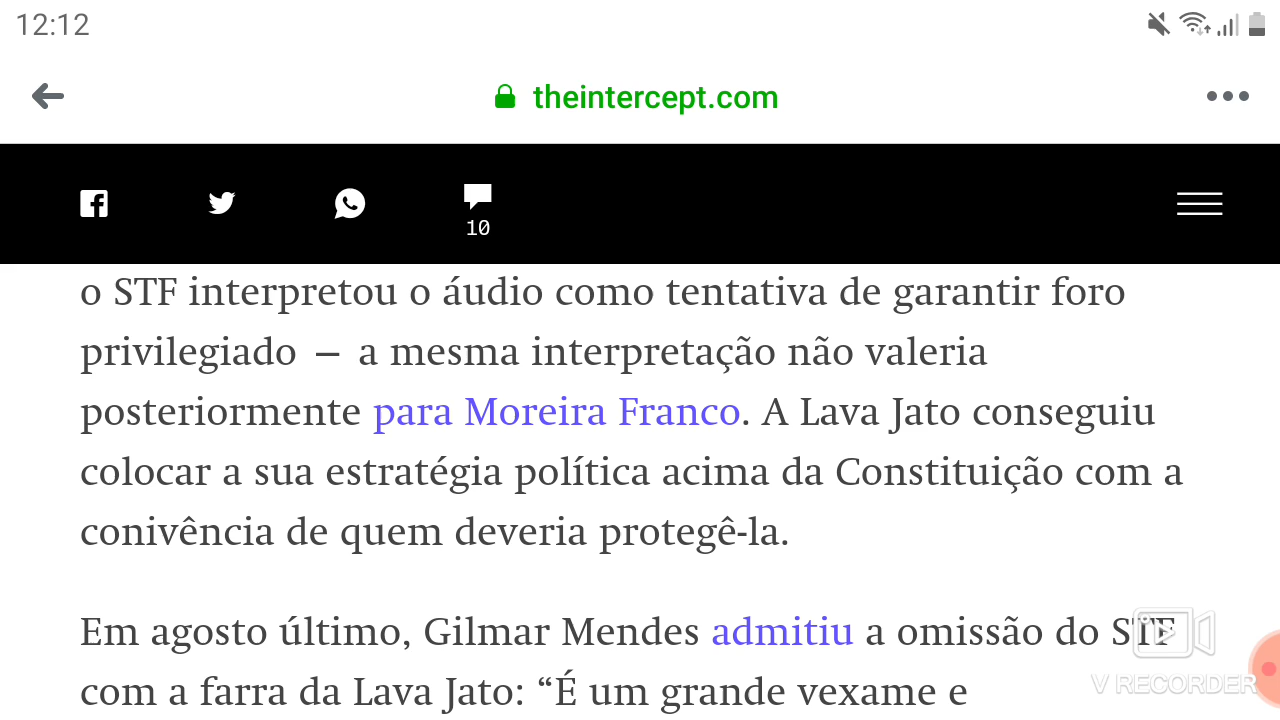 12:12
theintercept.com
10
o STF interpretou o áudio como tentativa de garantir foro
privilegiado — a mesma interpretação não valeria
posteriormente para Moreira Franco. A Lava Jato conseguiu
colocar a sua estratégia política acima da Constituição com a
conivência de quem deveria protegê-la.
Em agosto último, Gilmar Mendes admitiu a omissão do STF
com a farra da Lava Jato: “É um grande vexame e
V RECORDER